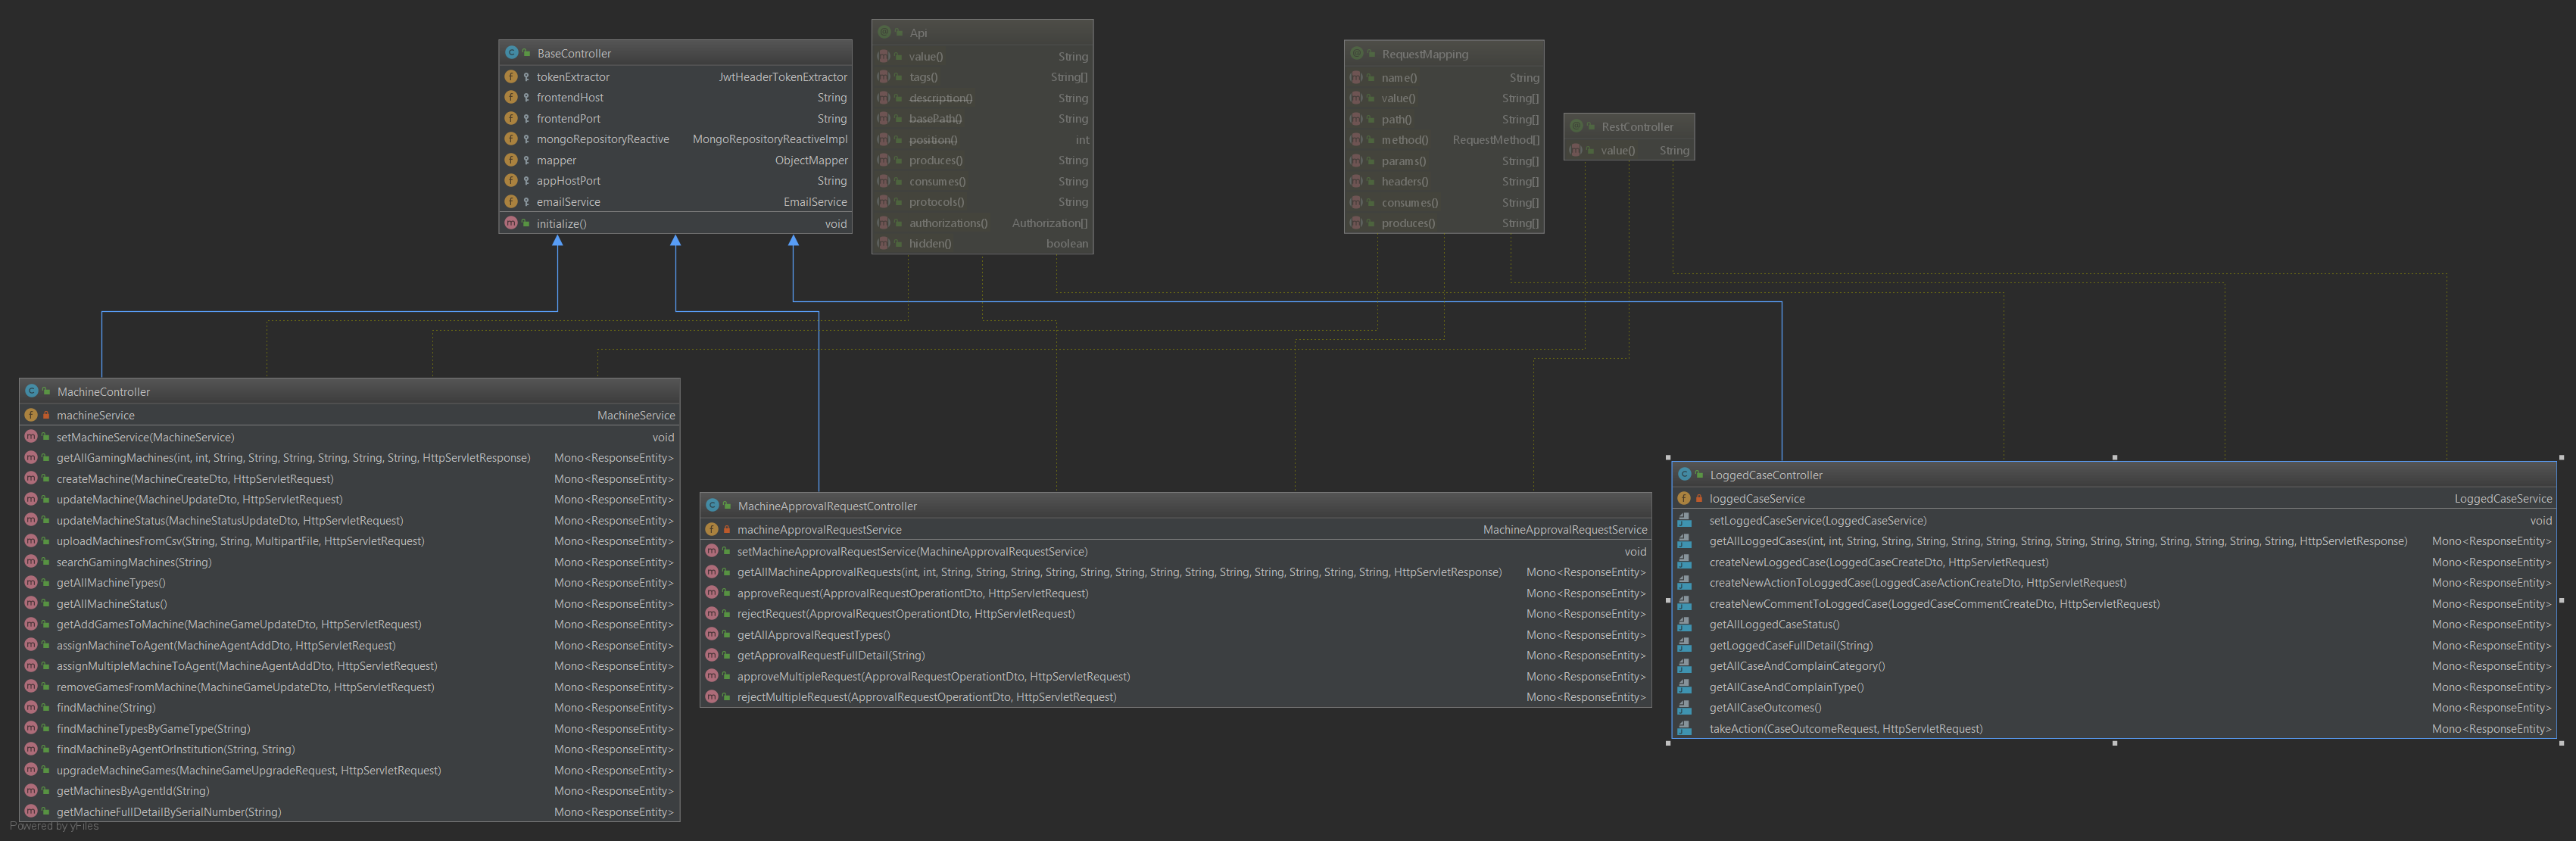 BaseController
tokenExtractor JwtHeaderTokenExtractor
frontendHost String
frontendPort String
mongoRepositoryReactive MongoRepositoryReactiveImpl
mapper ObjectMapper
appHostPort String
emailService EmailService
initialize() void
Api
value() String
tags() String[]
description() String
basePath() String
position() int
produces() String
consumes() String
protocols() String
authorizations() Authorization[]
hidden() boolean
RequestMapping
name() String
value() String[]
path() String[]
method() RequestMethod[]
params() String[]
headers() String[]
consumes() String[]
produces() String[]
RestController
value() String
MachineController
machineService MachineService
setMachineService(MachineService) void
getAllGamingMachines(int, int, String, String, String, String, String, String, HttpServletResponse) Mono<ResponseEntity>
createMachine(MachineCreateDto, HttpServletRequest) Mono<ResponseEntity>
updateMachine(MachineUpdateDto, HttpServletRequest) Mono<ResponseEntity>
updateMachineStatus(MachineStatusUpdateDto, HttpServletRequest) Mono<ResponseEntity>
uploadMachinesFromCsv(String, String, MultipartFile, HttpServletRequest) Mono<ResponseEntity>
searchGamingMachines(String) Mono<ResponseEntity>
getAllMachineTypes() Mono<ResponseEntity>
getAllMachineStatus() Mono<ResponseEntity>
getAddGamesToMachine(MachineGameUpdateDto, HttpServletRequest) Mono<ResponseEntity>
assignMachineToAgent(MachineAgentAddDto, HttpServletRequest) Mono<ResponseEntity>
assignMultipleMachineToAgent(MachineAgentAddDto, HttpServletRequest) Mono<ResponseEntity>
removeGamesFromMachine(MachineGameUpdateDto, HttpServletRequest) Mono<ResponseEntity>
findMachine(String) Mono<ResponseEntity>
findMachineTypesByGameType(String) Mono<ResponseEntity>
findMachineByAgentOrInstitution(String, String) Mono<ResponseEntity>
upgradeMachineGames(MachineGameUpgradeRequest, HttpServletRequest) Mono<ResponseEntity>
getMachinesByAgentId(String) Mono<ResponseEntity>
getMachineFullDetailBySerialNumber(String) Mono<ResponseEntity>
MachineApprovalRequestController
machineApprovalRequestService MachineApprovalRequestService
setMachineApprovalRequestService(MachineApprovalRequestService) void
getAllMachineApprovalRequests(int, int, String, String, String, String, String, String, String, String, String, String, String, String, String, HttpServletResponse) Mono<ResponseEntity>
approveRequest(ApprovalRequestOperationtDto, HttpServletRequest) Mono<ResponseEntity>
rejectRequest(ApprovalRequestOperationtDto, HttpServletRequest) Mono<ResponseEntity>
getAllApprovalRequestTypes() Mono<ResponseEntity>
getApprovalRequestFullDetail(String) Mono<ResponseEntity>
approveMultipleRequest(ApprovalRequestOperationtDto, HttpServletRequest) Mono<ResponseEntity>
rejectMultipleRequest(ApprovalRequestOperationtDto, HttpServletRequest) Mono<ResponseEntity>
LoggedCaseController
loggedCaseService LoggedCaseService
setLoggedCaseService(LoggedCaseService) void
getAllLoggedCases(int, int, String, String, String, String, String, String, String, String, String, String, String, String, String, HttpServletResponse) Mono<ResponseEntity>
createNewLoggedCase(LoggedCaseCreateDto, HttpServletRequest) Mono<ResponseEntity>
createNewActionToLoggedCase(LoggedCaseActionCreateDto, HttpServletRequest) Mono<ResponseEntity>
createNewCommentToLoggedCase(LoggedCaseCommentCreateDto, HttpServletRequest) Mono<ResponseEntity>
getAllLoggedCaseStatus() Mono<ResponseEntity>
getLoggedCaseFullDetail(String) Mono<ResponseEntity>
getAllCaseAndComplainCategory() Mono<ResponseEntity>
getAllCaseAndComplainType() Mono<ResponseEntity>
getAllCaseOutcomes() Mono<ResponseEntity>
takeAction(CaseOutcomeRequest, HttpServletRequest) Mono<ResponseEntity>
Powered by yFiles